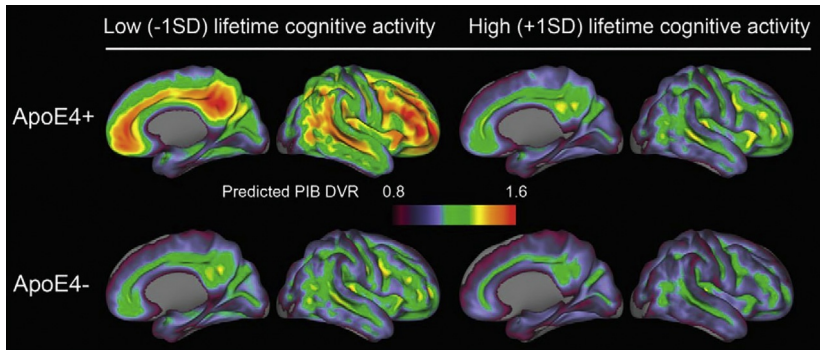 Low (-1SD) lifetime cognitive activity High (+1SD) lifetime cognitive activity
ApoE4+
Predicted PIB DVR 0.8 1.6
ApoE4-